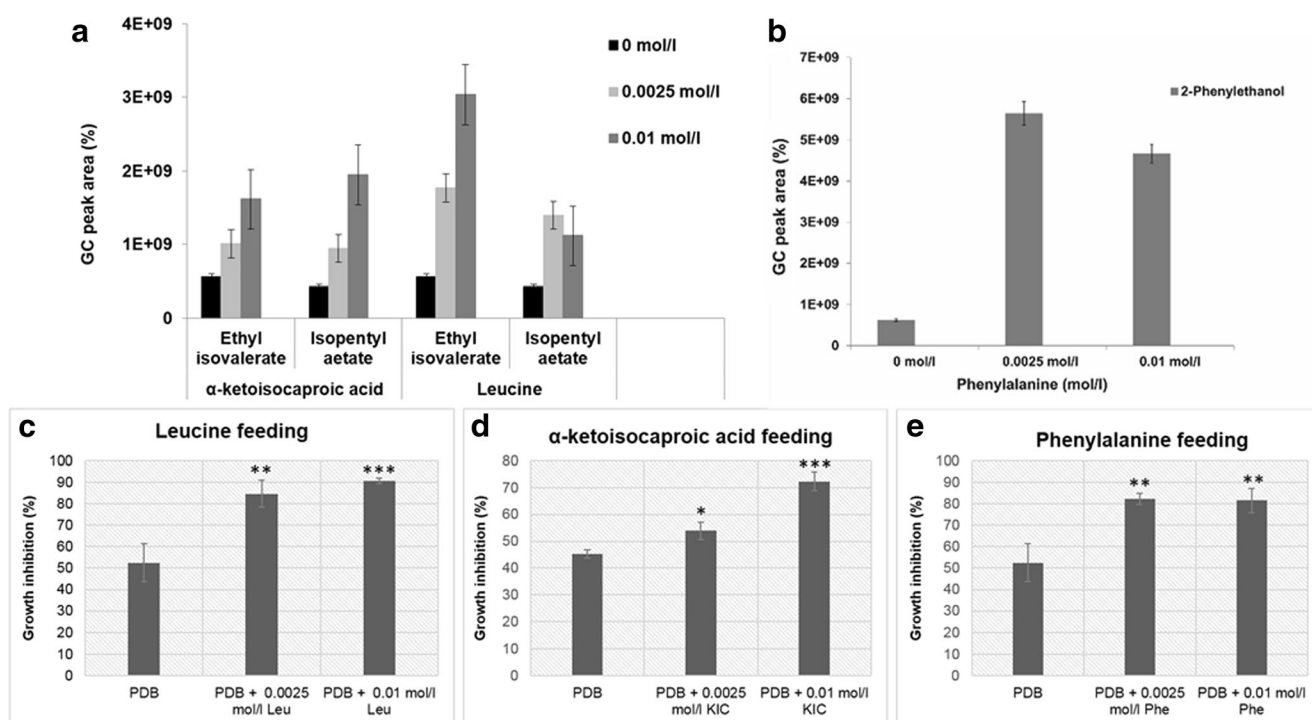 a
4E+09
3E+09
2E+09
1E+09
0
GC peak area (%)
0 mol/l
0.0025 mol/l
0.01 mol/l
Ethyl isovalerate
Isopentyl aetate
Ethyl isovalerate
Isopentyl aetate
α-ketoisocaproic acid
Leucine
b
7E+09
6E+09
5E+09
4E+09
3E+09
2E+09
1E+09
0
GC peak area (%)
2-Phenylethanol
0 mol/l
0.0025 mol/l
0.01 mol/l
Phenylalanine (mol/l)
c
Leucine feeding
100
90
80
70
60
50
40
30
20
10
0
Growth inhibition (%)
**
***
PDB
PDB + 0.0025
mol/l Leu
PDB + 0.01 mol/l
Leu
d
α-ketoisocaproic acid feeding
80
70
60
50
40
30
20
10
0
Growth inhibition (%)
*
***
PDB
PDB + 0.0025
mol/l KIC
PDB + 0.01 mol/l
KIC
e
Phenylalanine feeding
100
90
80
70
60
50
40
30
20
10
0
Growth inhibition (%)
**
**
PDB
PDB + 0.0025
mol/l Phe
PDB + 0.01 mol/l
Phe